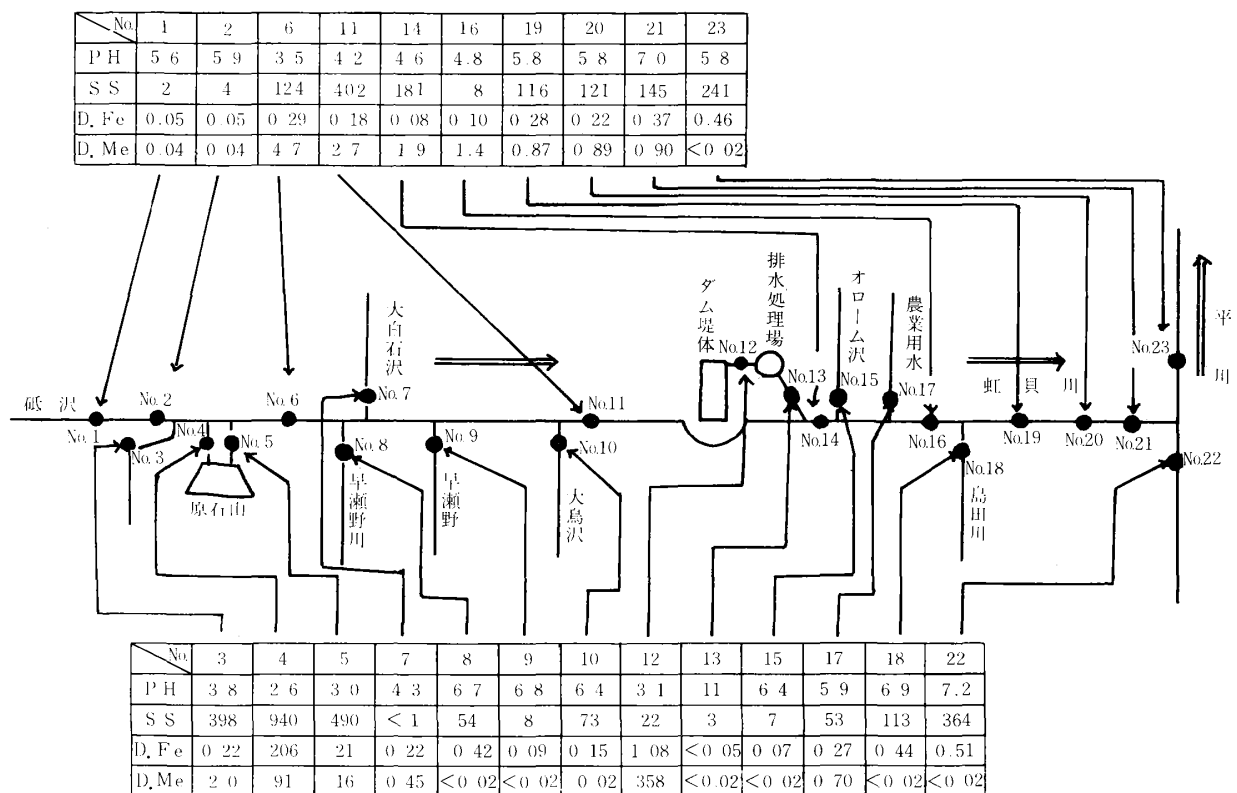 No. 1 2 6 11 14 16 19 20 21 23
PH 5 6 5 9 3 5 4 2 4 6 4.8 5.8 5 8 7 0 5 8
SS 2 4 124 402 181 8 116 121 145 241
D. Fe 0.05 0.05 0 29 0 18 0 08 0 10 0 28 0 22 0 37 0.46
D. Me 0.04 0.04 4 7 2 7 1 9 1.4 0.87 0 89 0 90 <0 02
大白石沢
ダム堤体
排水処理場
オローム沢
農業用水
平川
No.12
No.23
No.7
No.13
No.15
No.17
虹貝川
砥沢
No.2
No.6
No.11
No.1
No.3
No.4
No.5
No.8
No.9
No.10
No.14
No.16
No.18
No.19
No.20
No.21
No.22
原石山
早瀬野川
早瀬野
大鳥沢
島田川
No. 3 4 5 7 8 9 10 12 13 15 17 18 22
PH 3 8 2 6 3 0 4 3 6 7 6 8 6 4 3 1 11 6 4 5 9 6 9 7.2
SS 398 940 490 <1 54 8 73 22 3 7 53 113 364
D. Fe 0 22 206 21 0 22 0 42 0 09 0 15 1 08 <0 05 0 07 0 27 0 44 0.51
D. Me 2 0 91 16 0 45 <0 02 <0 02 0 02 358 <0.02 <0 02 0 70 <0 02 <0 02